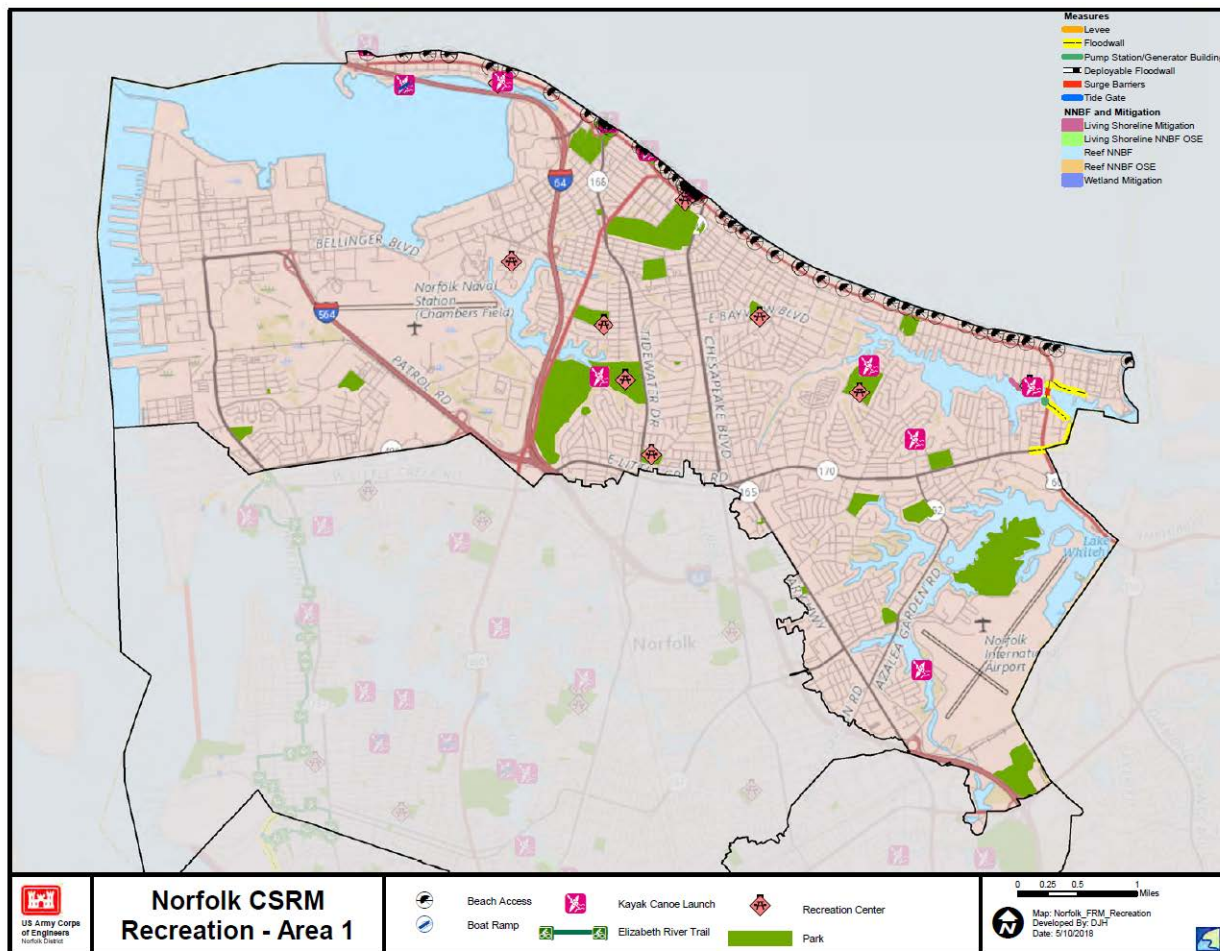 Measures
Levee
Floodwall
Pump Station/Generator Building
Deployable Floodwall
Surge Barriers
Tide Gate
NNBF and Mitigation
Living Shoreline Mitigation
Living Shoreline NNBF OSE
Reef NNBF
Reef NNBF OSE
Wetland Mitigation
64
168
BELLINGER BLVD
Norfolk Naval
Station
(Chambers Field)
564
PATROL RD
TIDEWATER DR
CHESAPEAKE BLVD
170
165
Lake
AZALEA GARDEN RD
Norfolk
Norfolk
International
Airport
US Army Corps
of Engineers
Norfolk District
Norfolk CSRM
Recreation - Area 1
Beach Access
Boat Ramp
Kayak Canoe Launch
Elizabeth River Trail
Recreation Center
Park
0 0.25 0.5 1
Miles
N
Map: Norfolk_FRM_Recreation
Developed By: DJH
Date: 5/10/2018